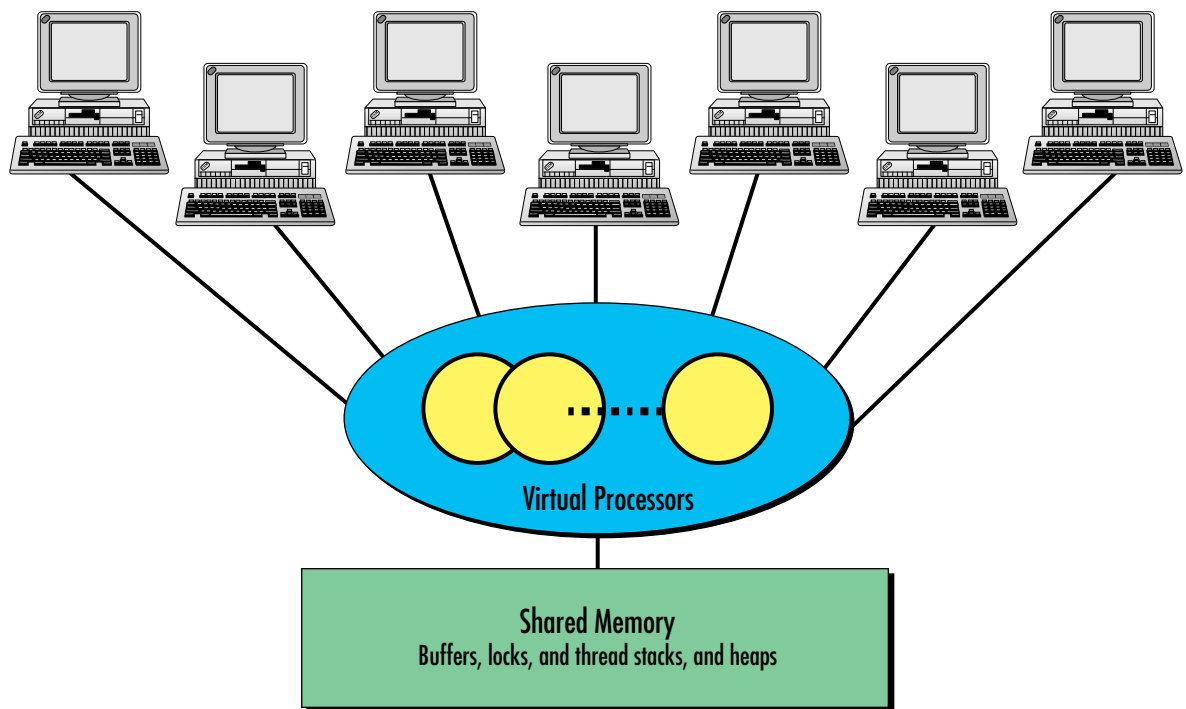 Virtual Processors
Shared Memory
Buffers, locks, and thread stacks, and heaps